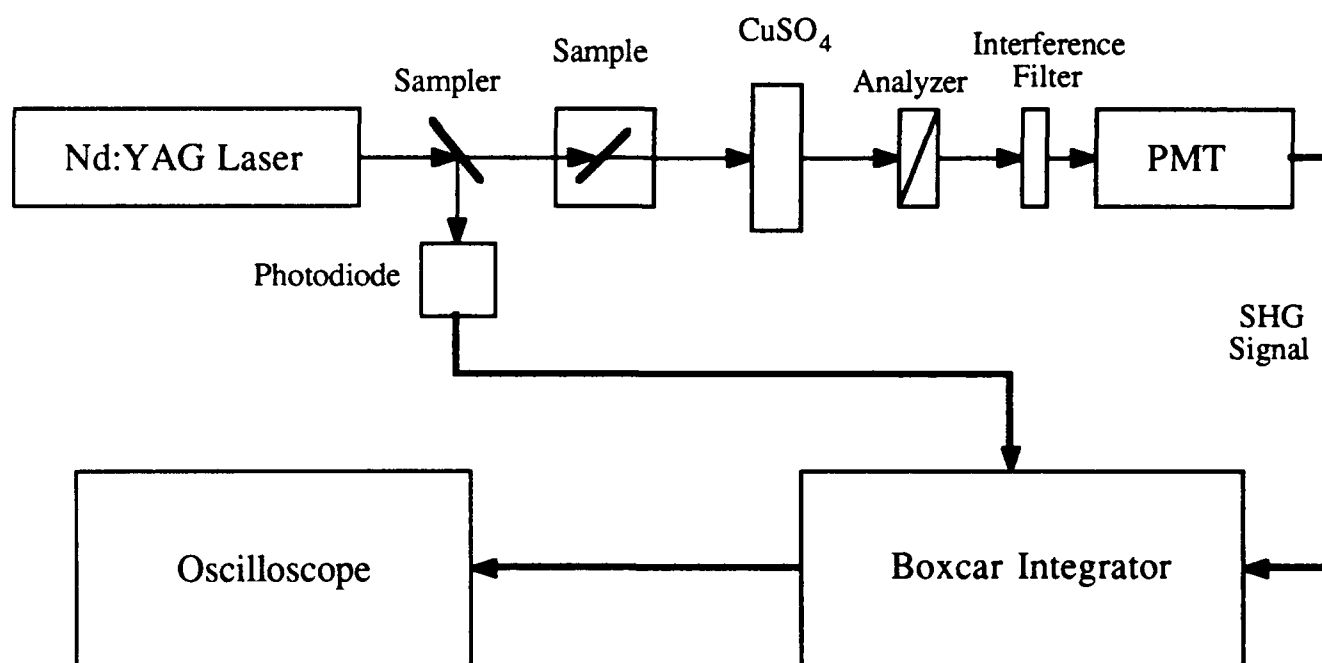 CuSO₄
Interference
Filter
Sample
Analyzer
Sampler
Nd:YAG Laser
PMT
Photodiode
SHG
Signal
Oscilloscope
Boxcar Integrator